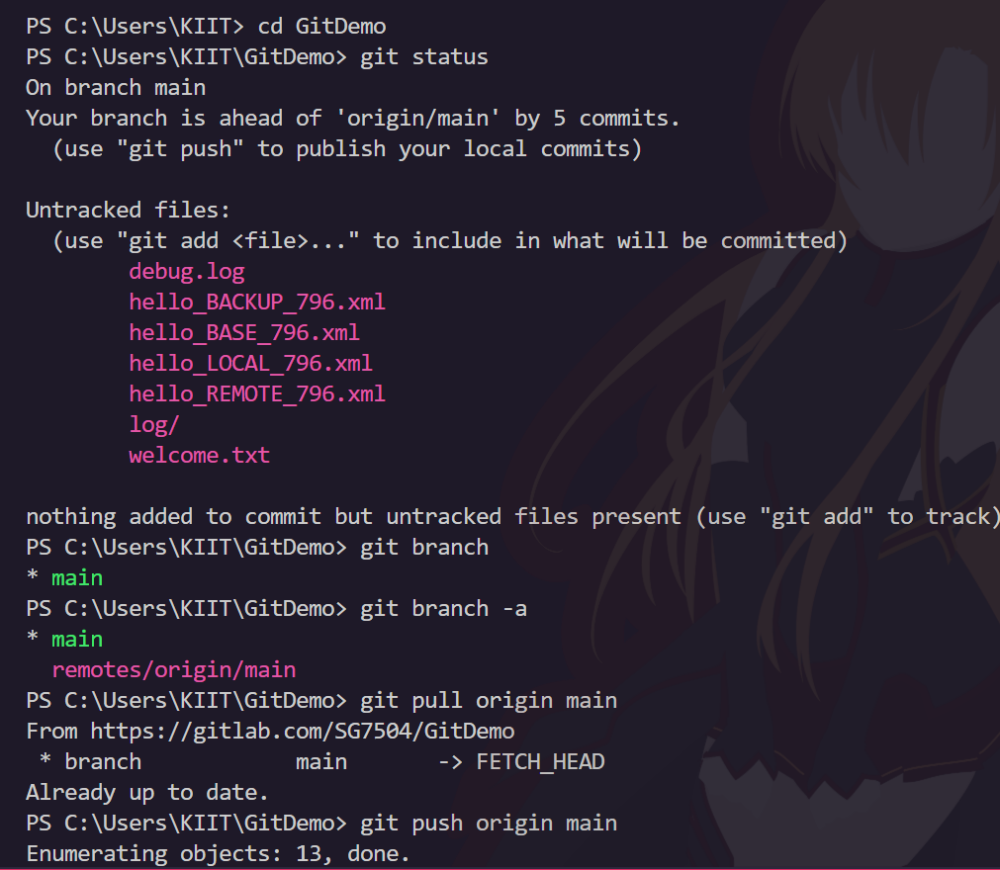 PS C:\Users\KIIT> cd GitDemo
PS C:\Users\KIIT\GitDemo> git status
On branch main
Your branch is ahead of 'origin/main' by 5 commits.
  (use "git push" to publish your local commits)

Untracked files:
  (use "git add <file>..." to include in what will be committed)
        debug.log
        hello_BACKUP_796.xml
        hello_BASE_796.xml
        hello_LOCAL_796.xml
        hello_REMOTE_796.xml
        log/
        welcome.txt

nothing added to commit but untracked files present (use "git add" to track)
PS C:\Users\KIIT\GitDemo> git branch
* main
PS C:\Users\KIIT\GitDemo> git branch -a
* main
  remotes/origin/main
PS C:\Users\KIIT\GitDemo> git pull origin main
From https://gitlab.com/SG7504/GitDemo
 * branch            main       -> FETCH_HEAD
Already up to date.
PS C:\Users\KIIT\GitDemo> git push origin main
Enumerating objects: 13, done.